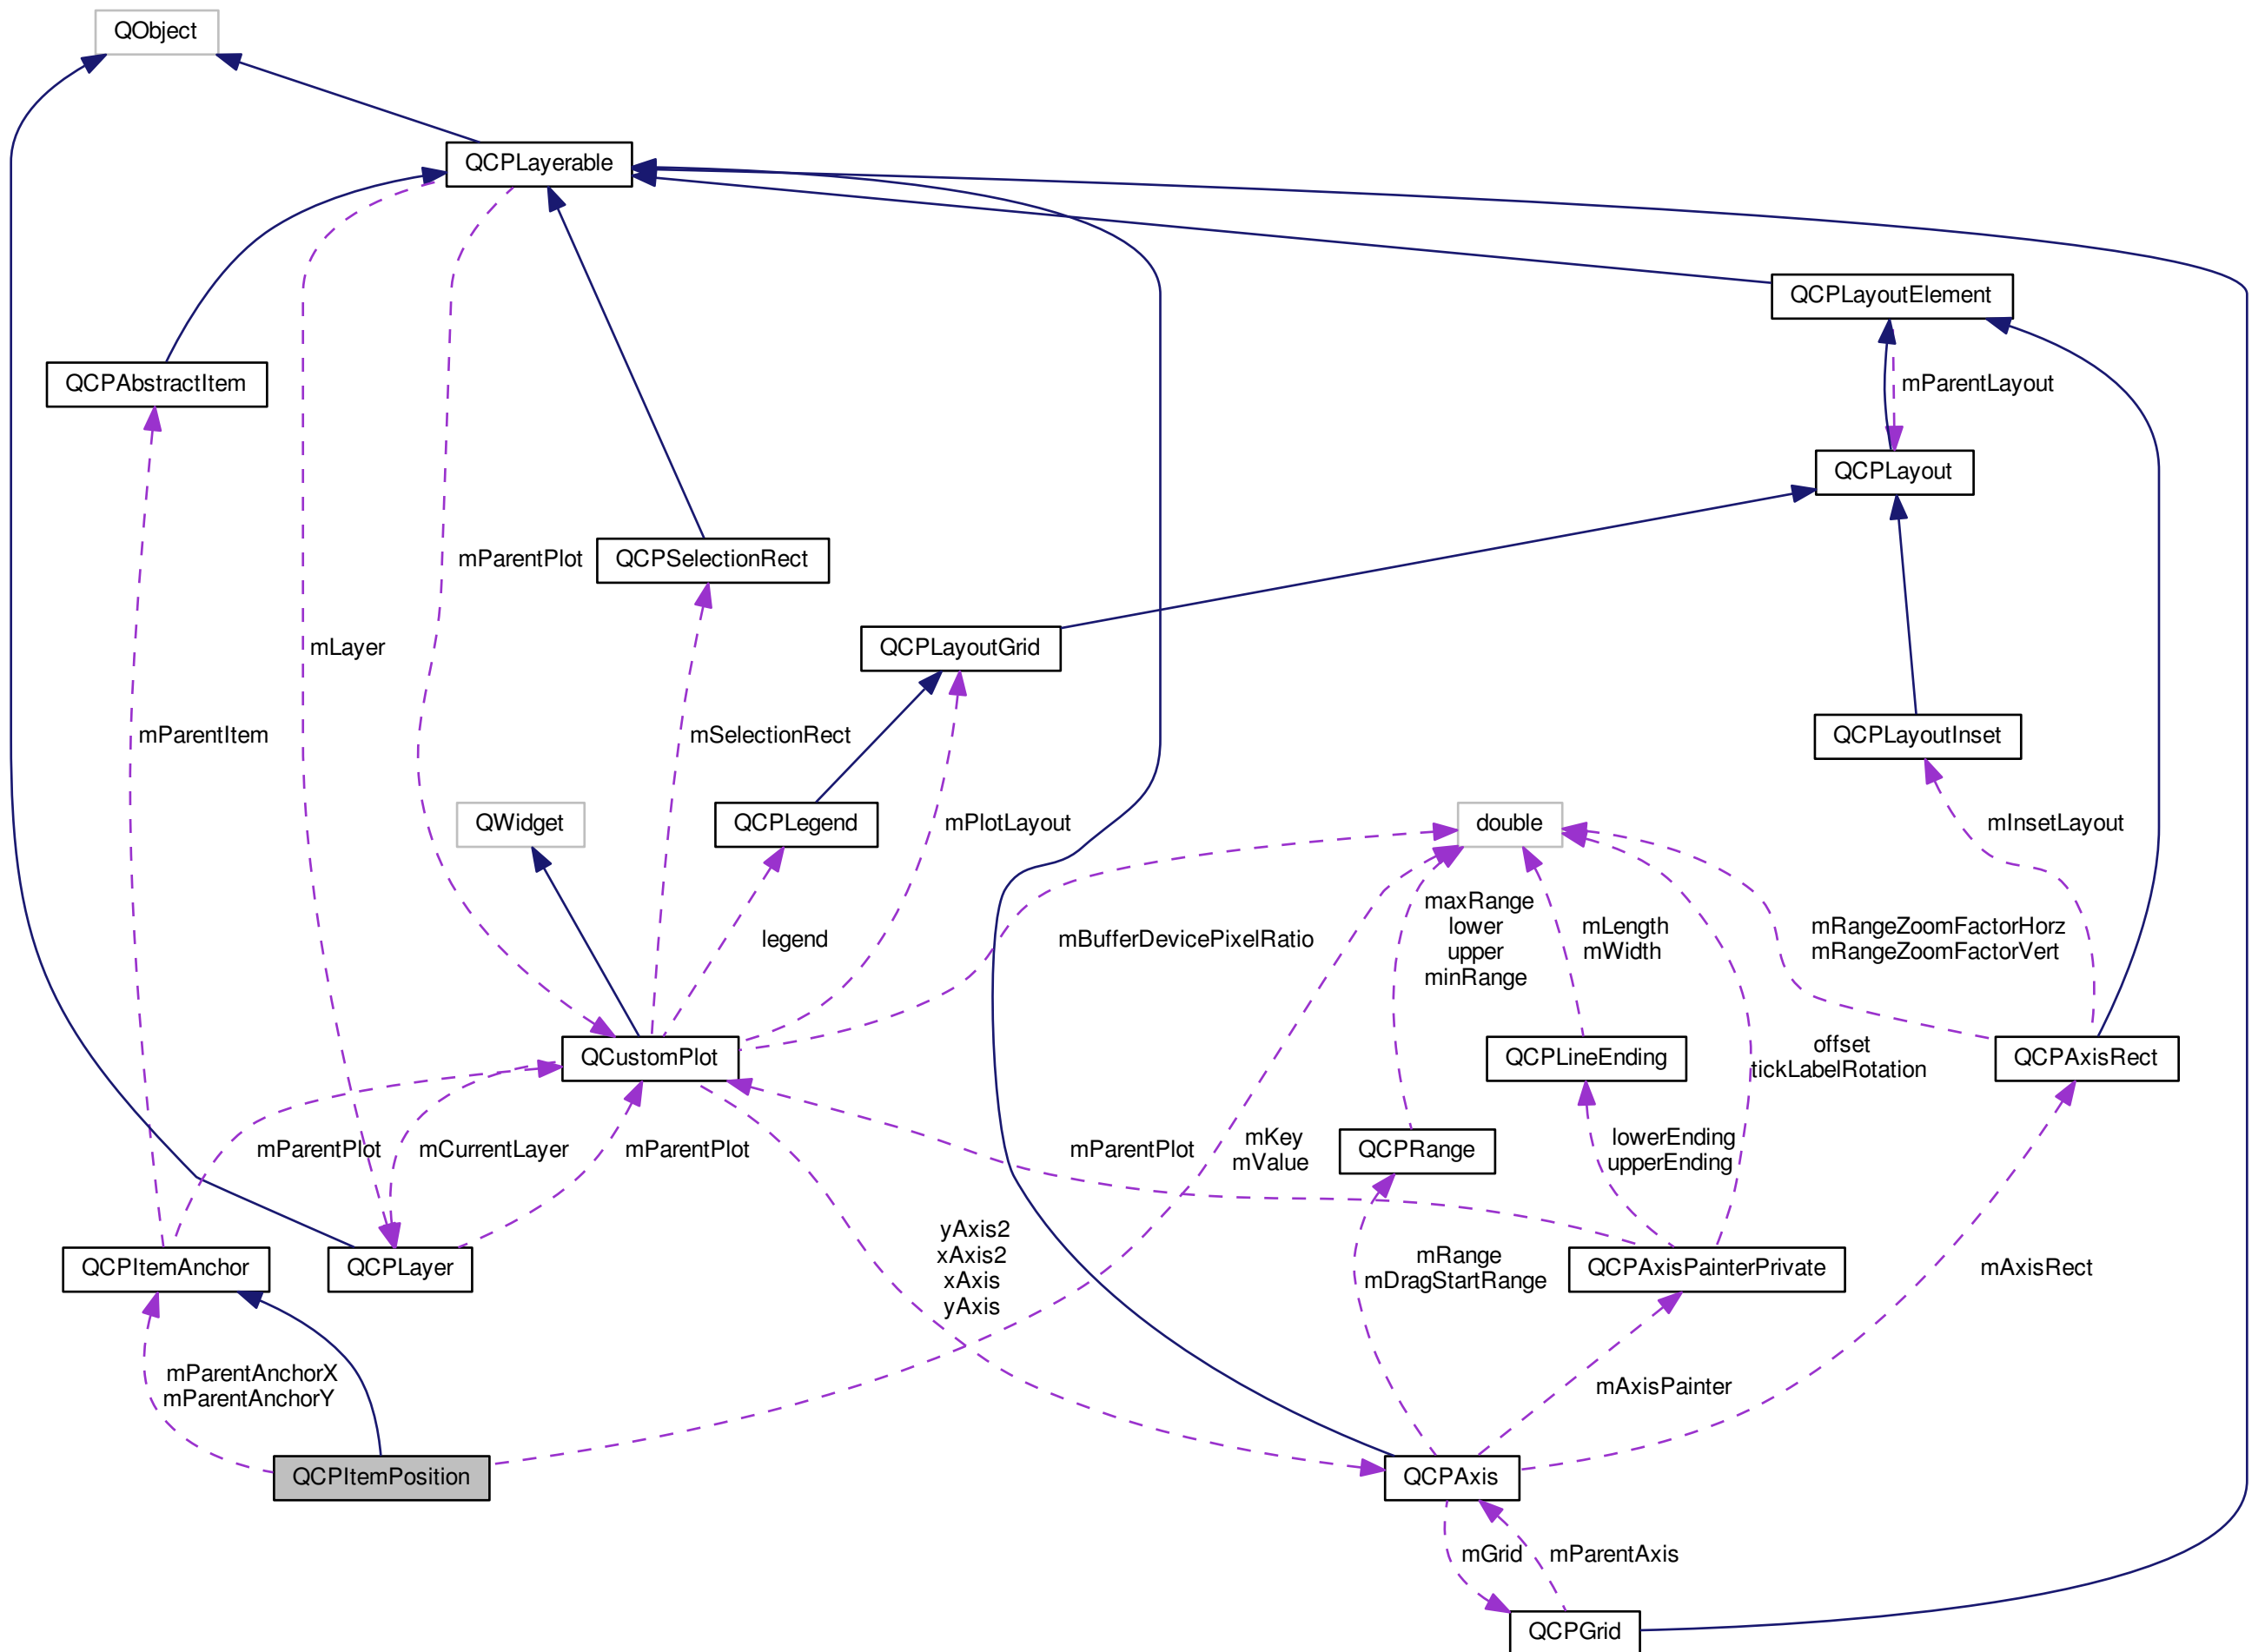 QObject
QCPLayerable
QCPLayoutElement
QCPAbstractItem
mParentLayout
QCPLayout
mParentPlot
QCPSelectionRect
mLayer
QCPLayoutGrid
mParentItem
mSelectionRect
QCPLayoutInset
QWidget
QCPLegend
mPlotLayout
double
mInsetLayout
legend
mBufferDevicePixelRatio
maxRange
lower
upper
minRange
mLength
mWidth
mRangeZoomFactorHorz
mRangeZoomFactorVert
QCustomPlot
QCPLineEnding
offset
tickLabelRotation
QCPAxisRect
mParentPlot
mCurrentLayer
mParentPlot
mParentPlot
mKey
mValue
QCPRange
lowerEnding
upperEnding
QCPItemAnchor
QCPLayer
yAxis2
xAxis2
xAxis
yAxis
mRange
mDragStartRange
QCPAxisPainterPrivate
mAxisRect
mParentAnchorX
mParentAnchorY
mAxisPainter
QCPItemPosition
QCPAxis
mGrid
mParentAxis
QCPGrid